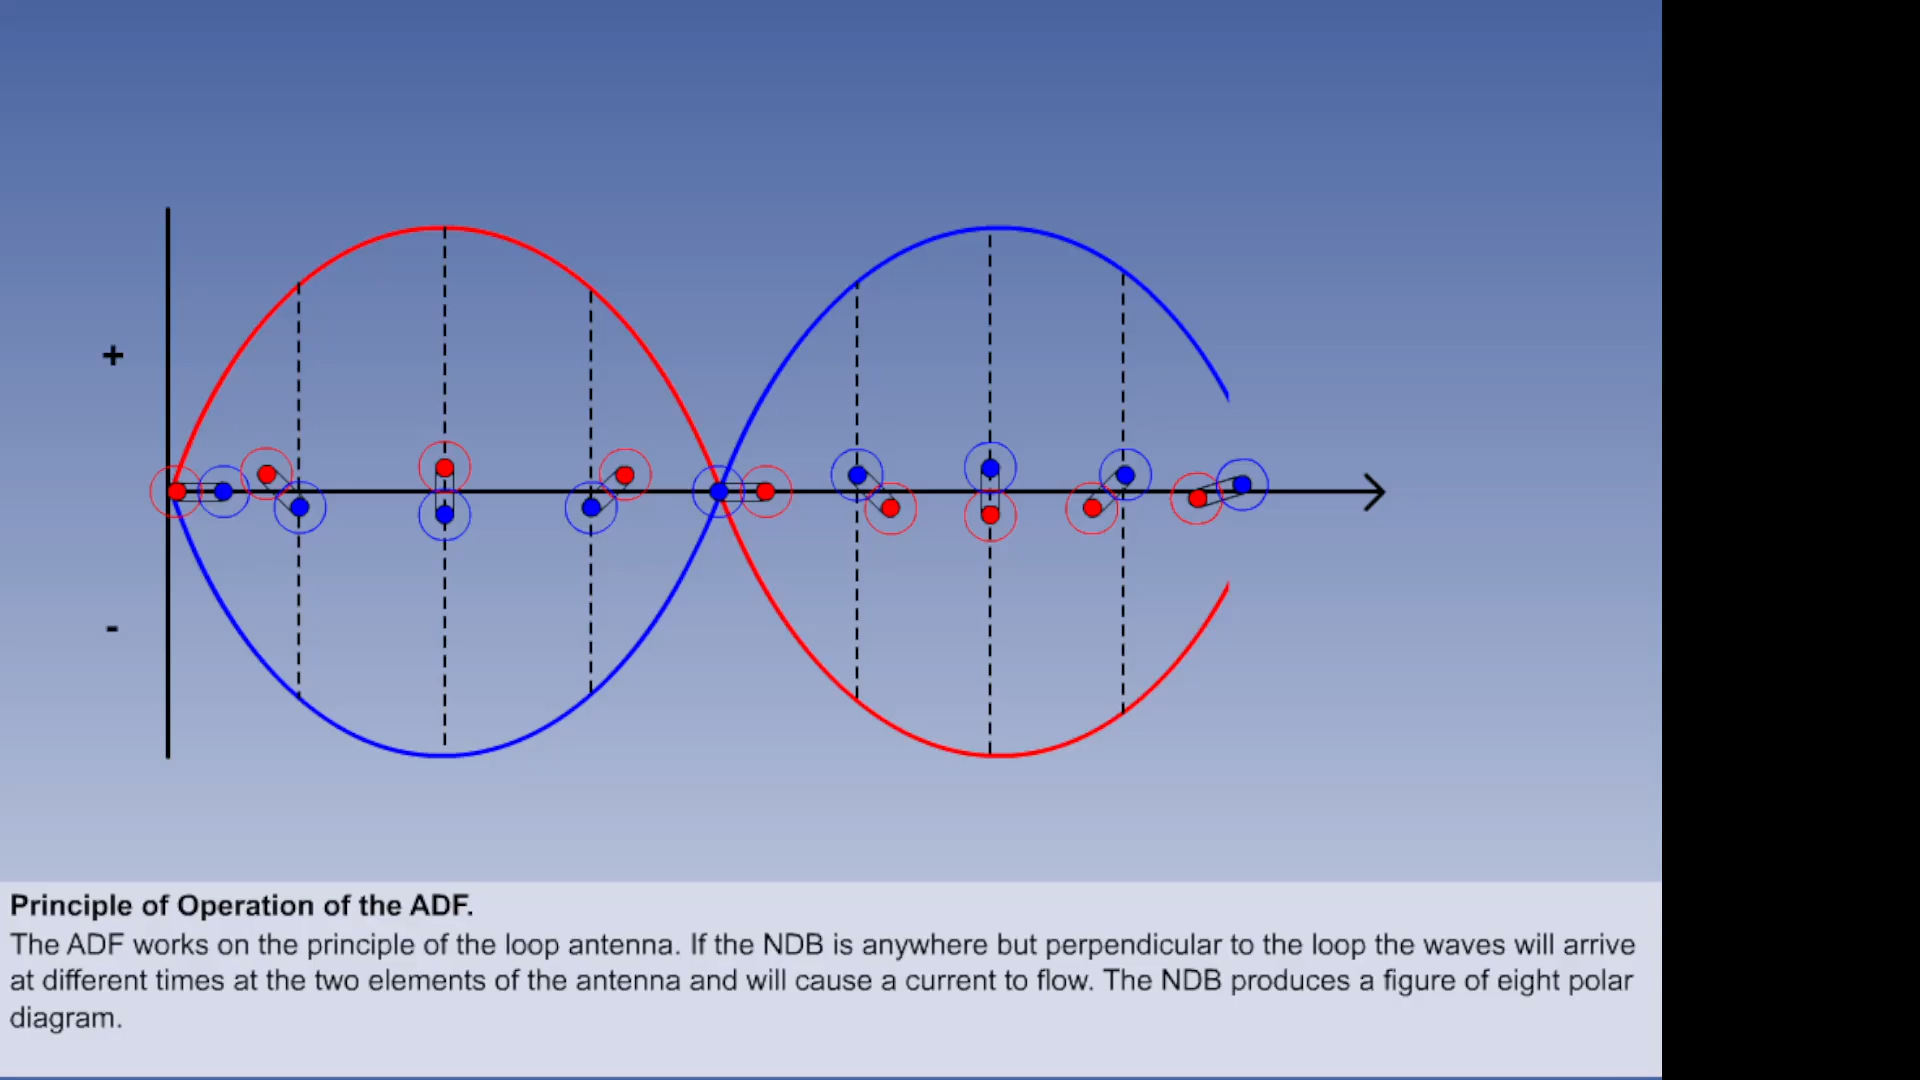 +
-
Principle of Operation of the ADF.
The ADF works on the principle of the loop antenna. If the NDB is anywhere but perpendicular to the loop the waves will arrive
at different times at the two elements of the antenna and will cause a current to flow. The NDB produces a figure of eight polar
diagram.